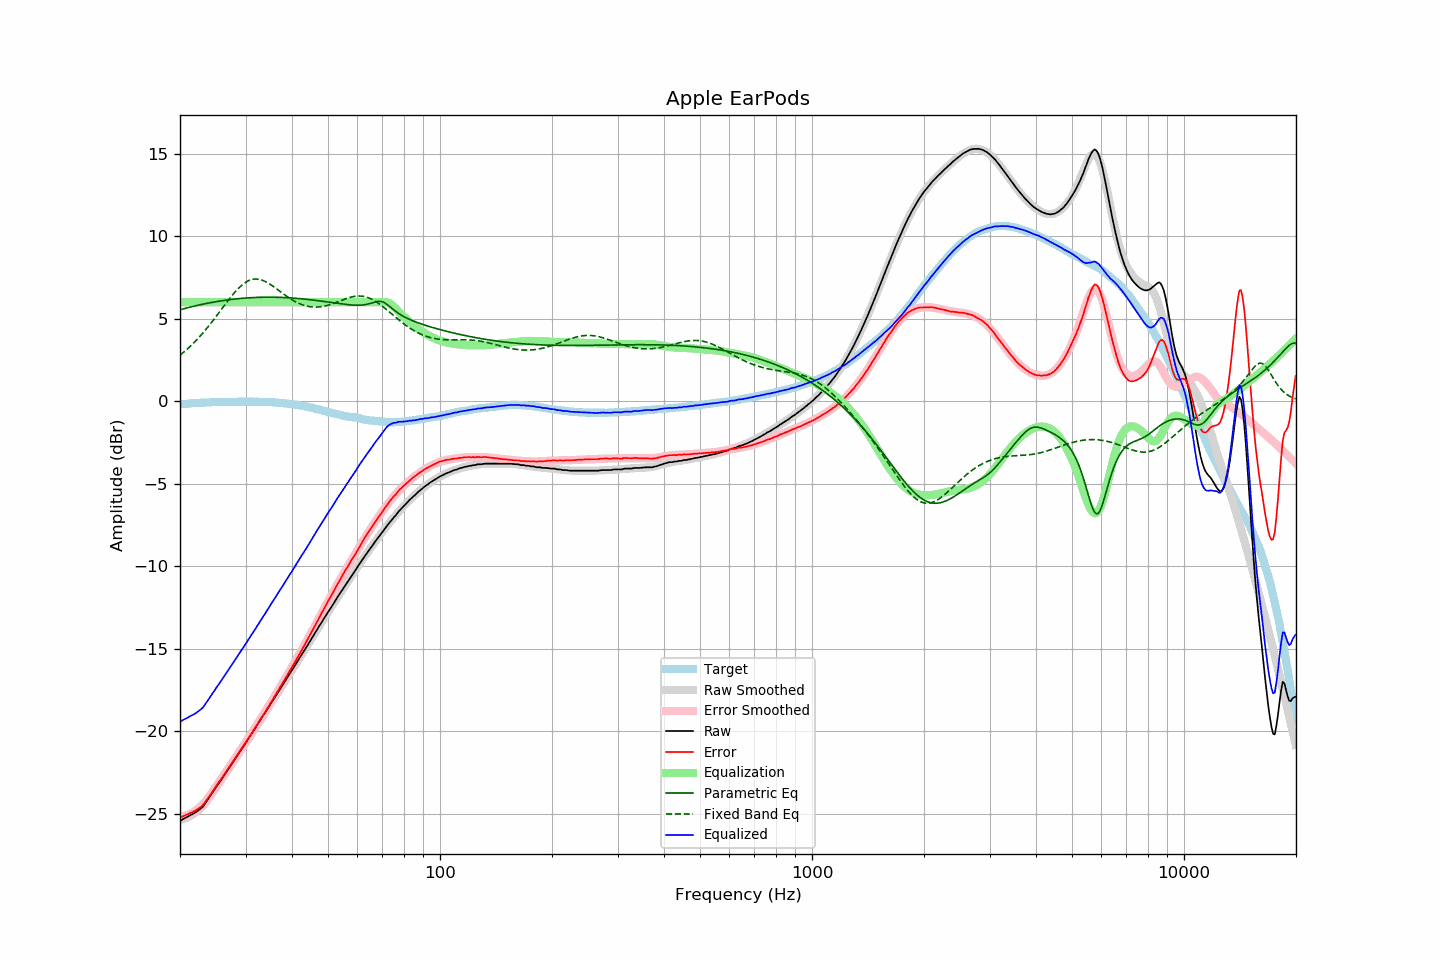 Apple EarPods
15
10
5
0
−5
−10
−15
−20
−25
Amplitude (dBr)
Target
Raw Smoothed
Error Smoothed
Raw
Error
Equalization
Parametric Eq
Fixed Band Eq
Equalized
100 1000 10000
Frequency (Hz)